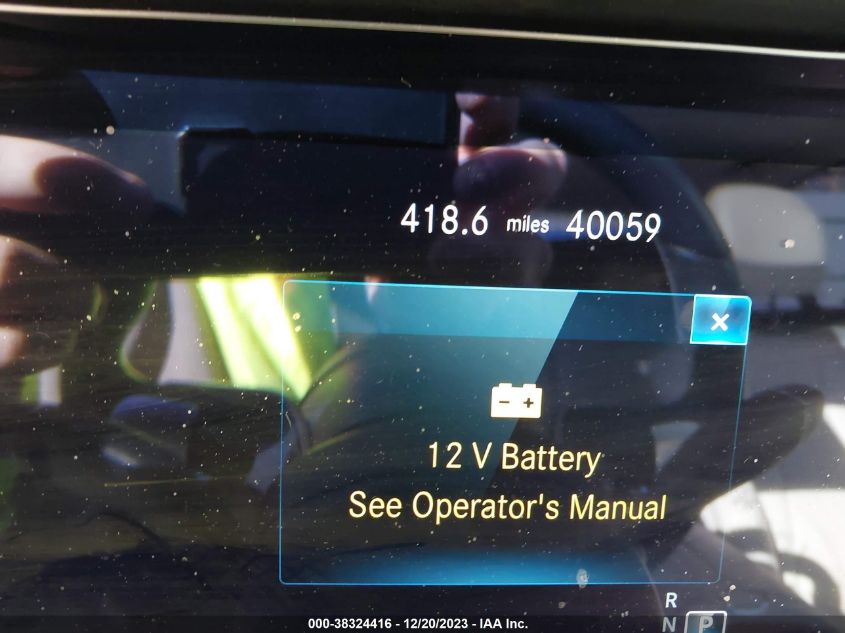 418.6 miles 40059
×
- +
12 V Battery
See Operator's Manual
R
N P
000-38324416 - 12/20/2023 - IAA Inc.